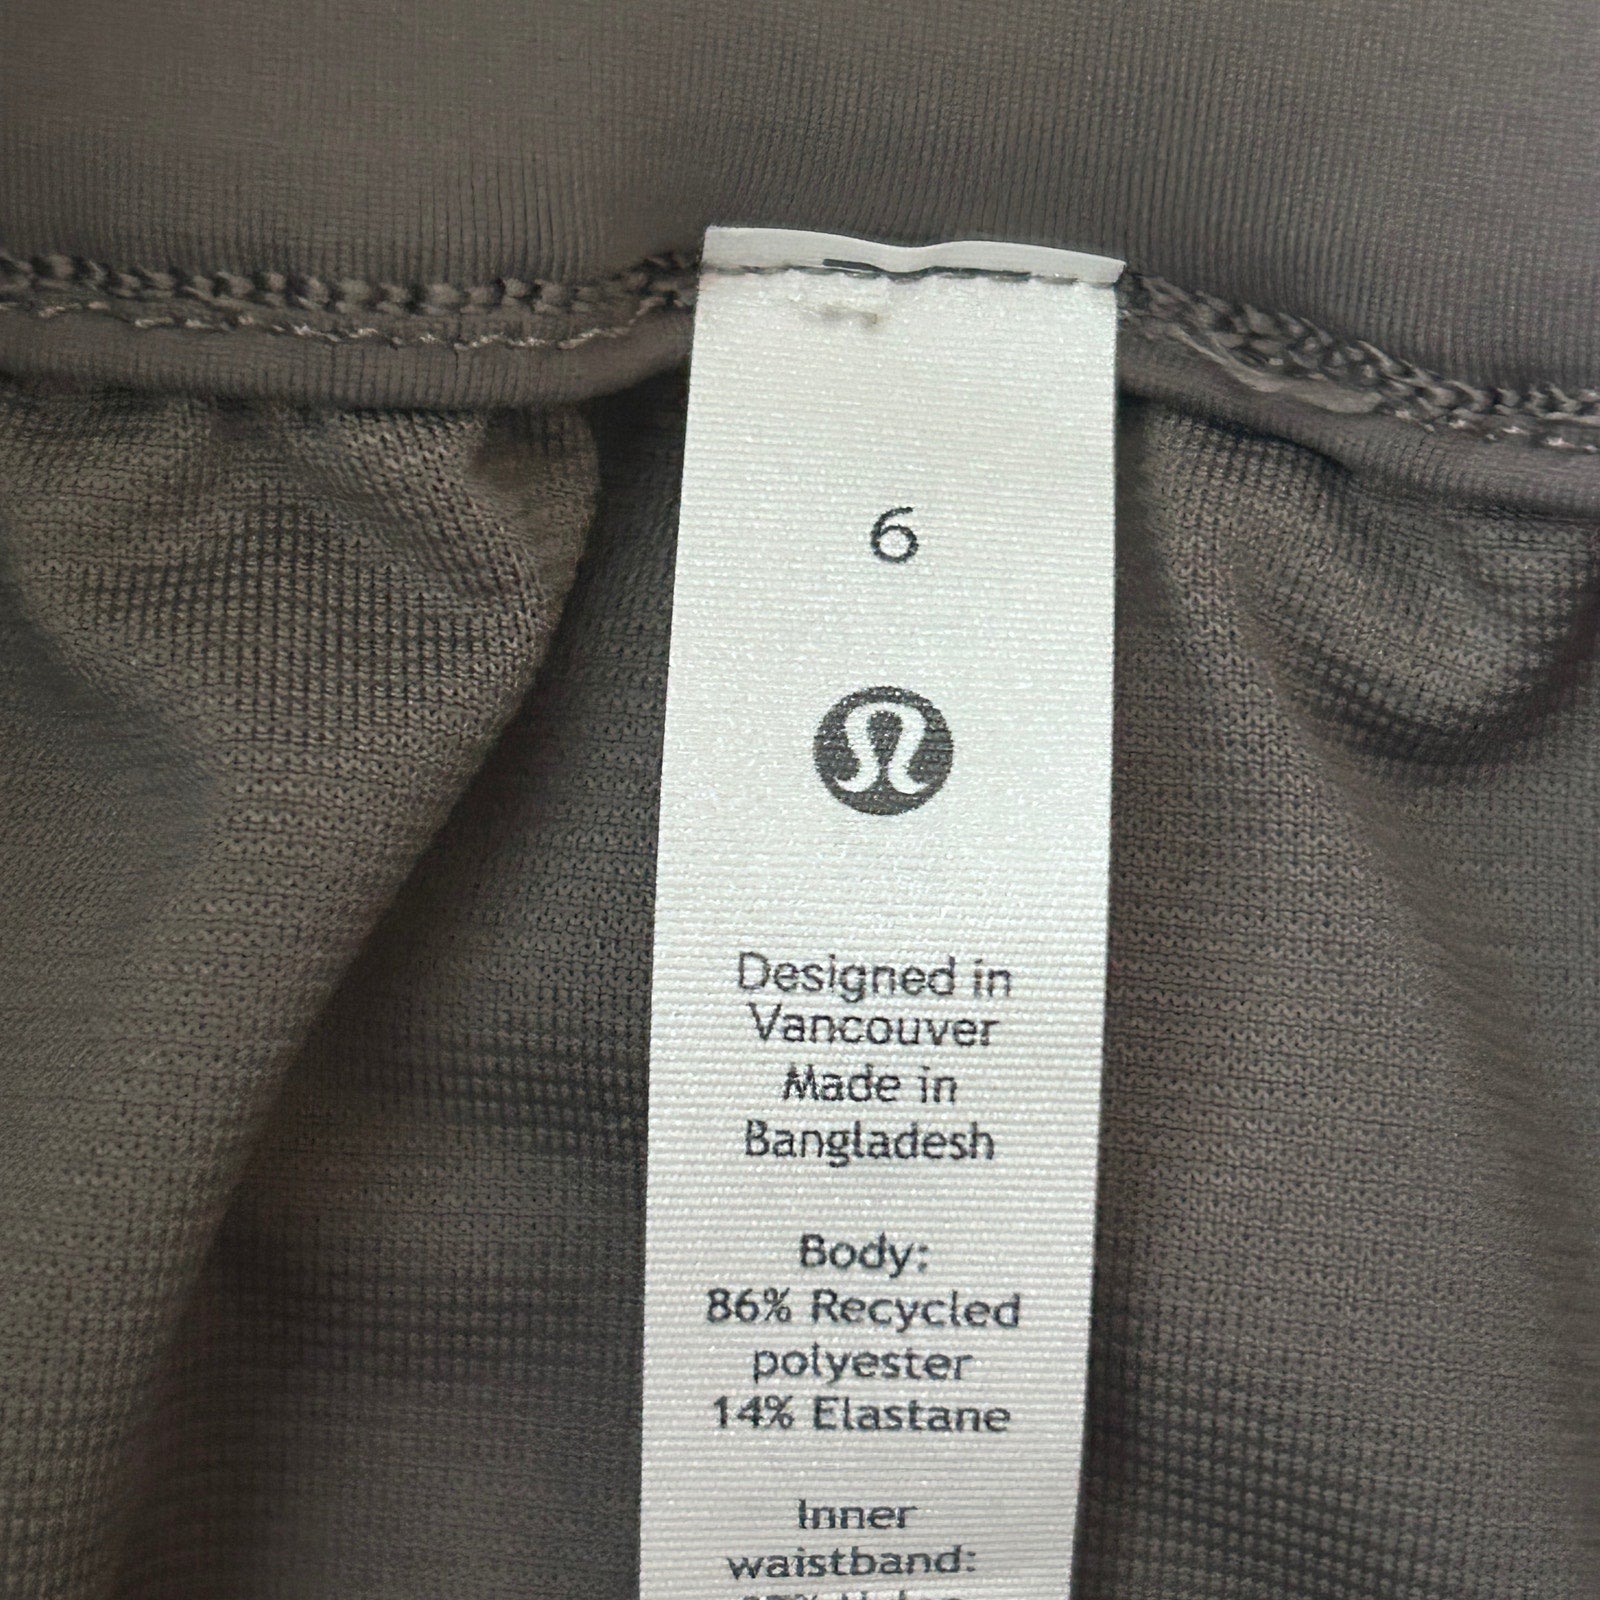 6
Designed in
Vancouver
Made in
Bangladesh
Body:
86% Recycled
polyester
14% Elastane
Inner
waistband: